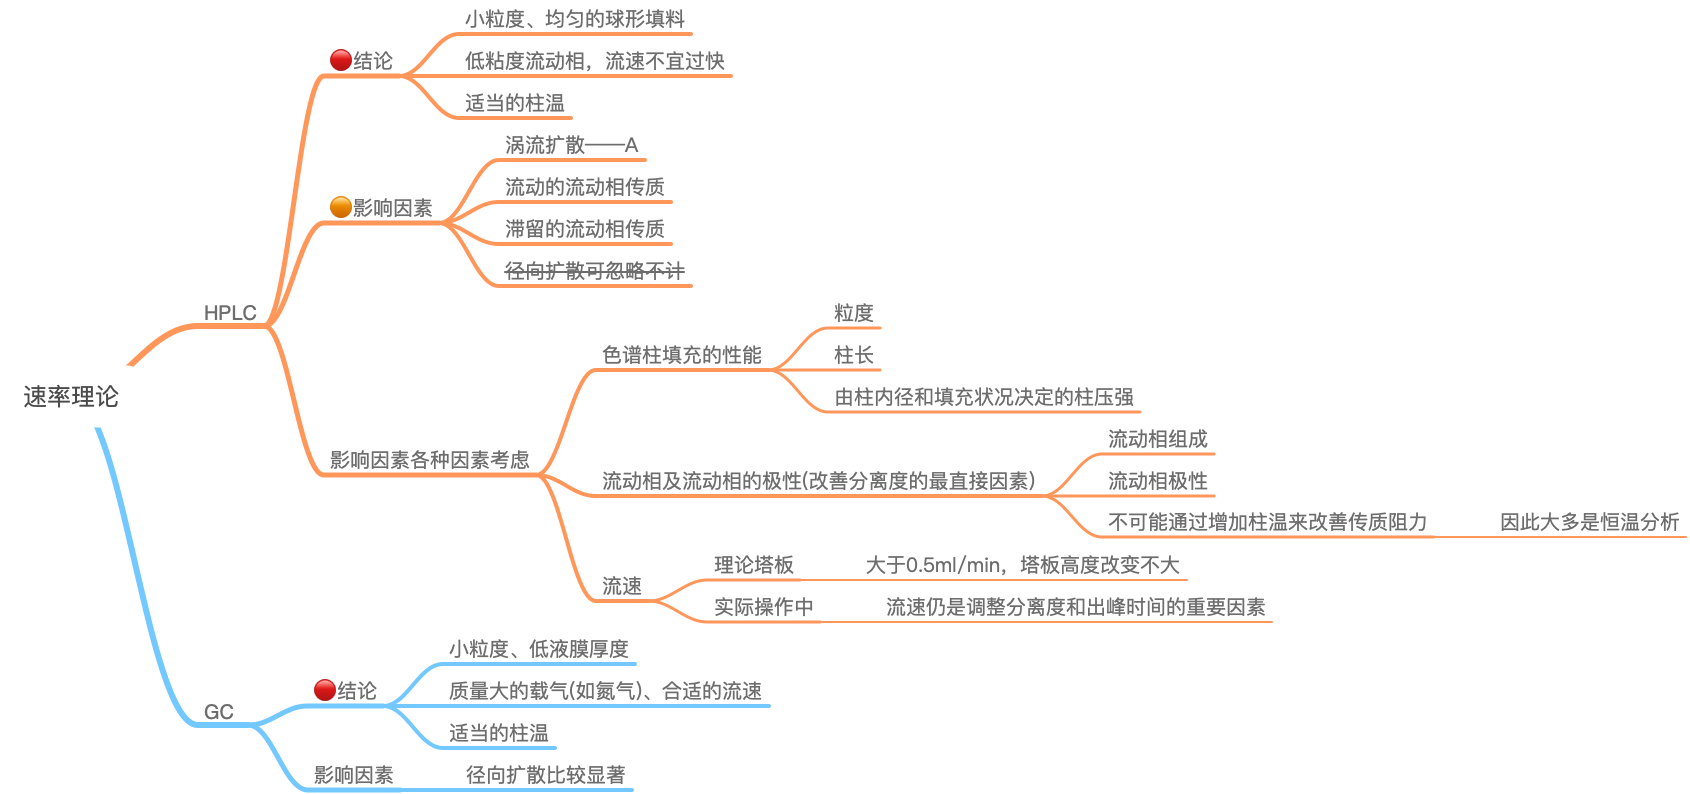 速率理论
HPLC
结论
小粒度、均匀的球形填料
低粘度流动相，流速不宜过快
适当的柱温
影响因素
涡流扩散——A
流动的流动相传质
滞留的流动相传质
径向扩散可忽略不计
影响因素各种因素考虑
色谱柱填充的性能
粒度
柱长
由柱内径和填充状况决定的柱压强
流动相及流动相的极性(改善分离度的最直接因素)
流动相组成
流动相极性
不可能通过增加柱温来改善传质阻力
因此大多是恒温分析
流速
理论塔板
大于0.5ml/min，塔板高度改变不大
实际操作中
流速仍是调整分离度和出峰时间的重要因素
GC
结论
小粒度、低液膜厚度
质量大的载气(如氮气)、合适的流速
适当的柱温
影响因素
径向扩散比较显著